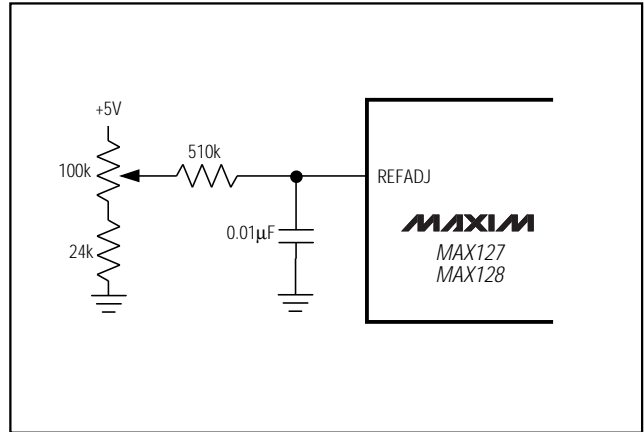 +5V
510k
100k
REFADJ
0.01µF
24k
MAXIM
MAX127
MAX128